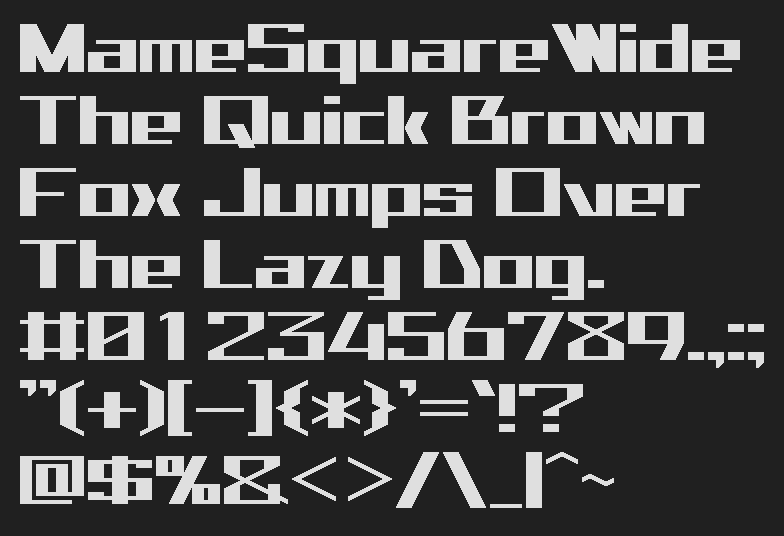 MameSquareWide
The Quick Brown
Fox Jumps Over
The Lazy Dog.
#0123456789.,:;
"(+)[-]{*}'=`!?
@$%&<>/\_|^~